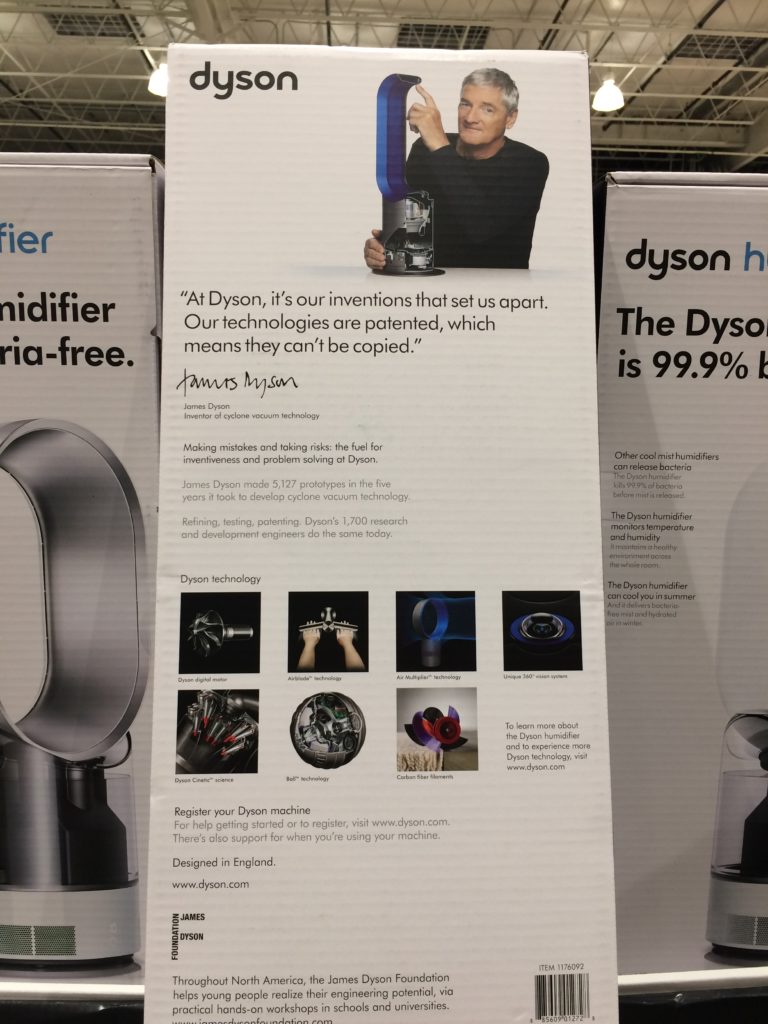 dyson
"At Dyson, it's our inventions that set us apart.
Our technologies are patented, which
means they can't be copied."
James Dyson
James Dyson
Inventor of cyclone vacuum technology
Making mistakes and taking risks: the fuel for
inventiveness and problem solving at Dyson.
James Dyson made 5,127 prototypes in the five
years it took to develop cyclone vacuum technology.
Refining, testing, patenting. Dyson's 1,700 research
and development engineers do the same today.
Dyson technology
Dyson digital motor
Airblade™ technology
Air Multiplier™ technology
Unique 360° vision system
Dyson Cinetic™ science
Ball™ technology
Carbon fiber filaments
To learn more about
the Dyson humidifier
and to experience more
Dyson technology, visit
www.dyson.com
Register your Dyson machine
For help getting started or to register, visit www.dyson.com.
There's also support for when you're using your machine.
Designed in England.
www.dyson.com
JAMES
DYSON
FOUNDATION
Throughout North America, the James Dyson Foundation
helps young people realize their engineering potential, via
practical hands-on workshops in schools and universities.
www.jamesdysonfoundation.com
ITEM 1176092
8 85609 01272 8
fier
midifier
ria-free.
dyson h
The Dyso
is 99.9% b
Other cool mist humidifiers
can release bacteria
The Dyson humidifier
kills 99.9% of bacteria
before mist is released.
The Dyson humidifier
monitors temperature
and humidity
It maintains a healthy
environment across
the whole room.
The Dyson humidifier
can cool you in summer
And it delivers bacteria-
free mist and hydrated
air in winter.